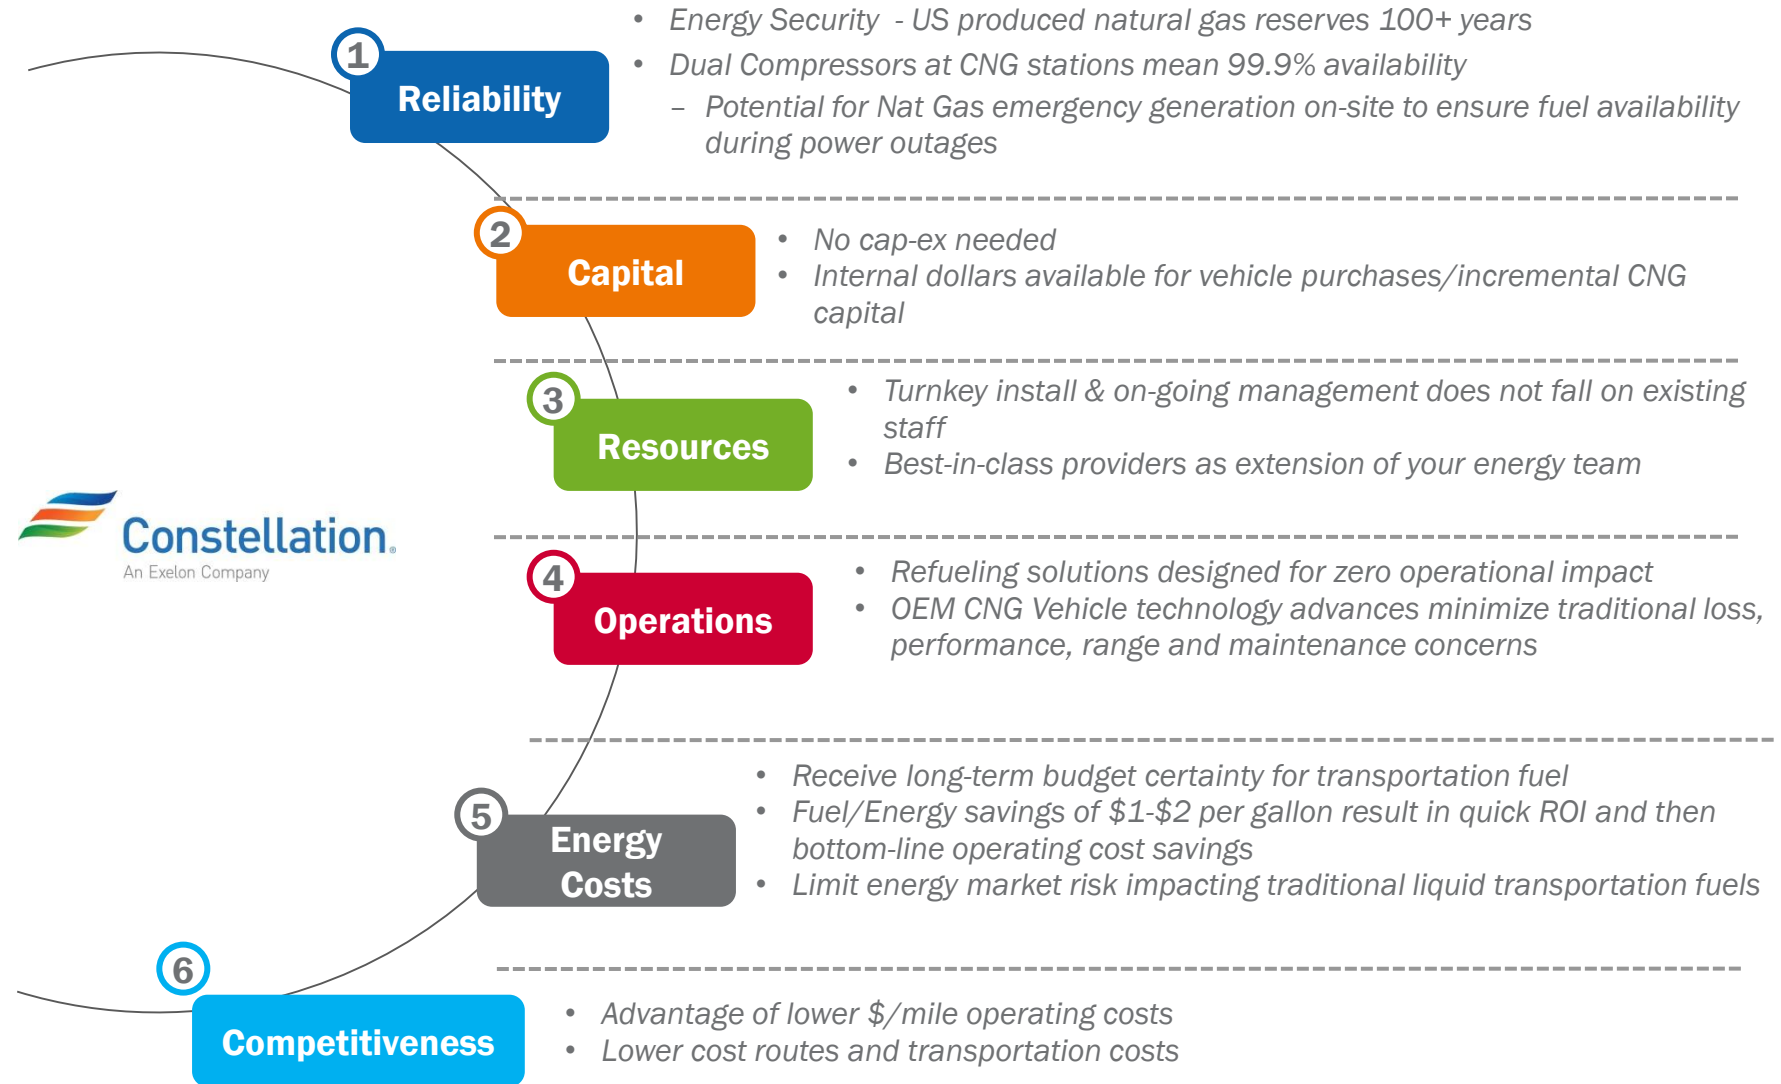 1
Reliability
• Energy Security - US produced natural gas reserves 100+ years
• Dual Compressors at CNG stations mean 99.9% availability
– Potential for Nat Gas emergency generation on-site to ensure fuel availability
during power outages
2
Capital
• No cap-ex needed
• Internal dollars available for vehicle purchases/incremental CNG
capital
3
Resources
• Turnkey install & on-going management does not fall on existing
staff
• Best-in-class providers as extension of your energy team
Constellation®
An Exelon Company
4
Operations
• Refueling solutions designed for zero operational impact
• OEM CNG Vehicle technology advances minimize traditional loss,
performance, range and maintenance concerns
5
Energy
Costs
• Receive long-term budget certainty for transportation fuel
• Fuel/Energy savings of $1-$2 per gallon result in quick ROI and then
bottom-line operating cost savings
• Limit energy market risk impacting traditional liquid transportation fuels
6
Competitiveness
• Advantage of lower $/mile operating costs
• Lower cost routes and transportation costs